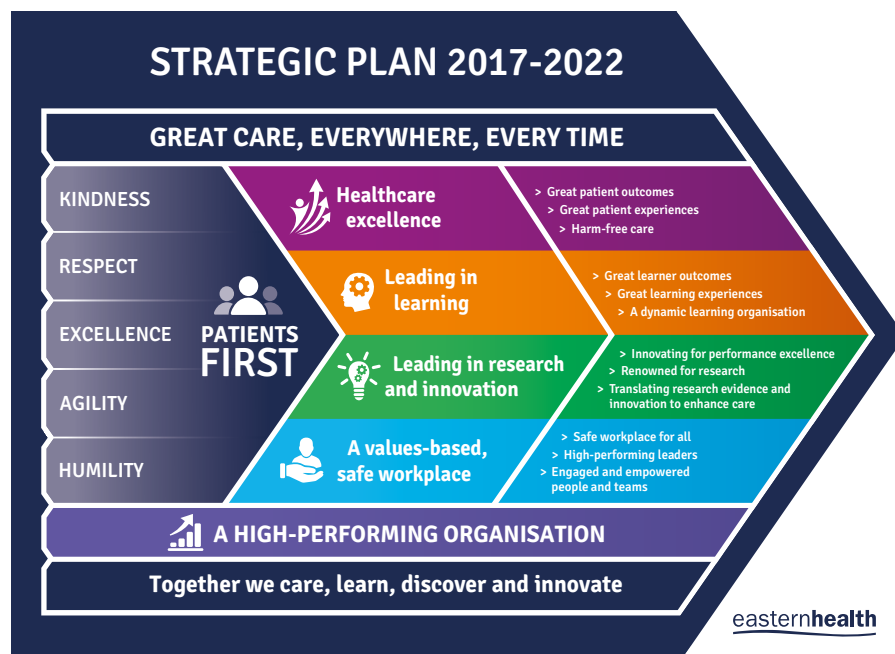 STRATEGIC PLAN 2017-2022
GREAT CARE, EVERYWHERE, EVERY TIME
KINDNESS
RESPECT
EXCELLENCE
AGILITY
HUMILITY
PATIENTS
FIRST
Healthcare
excellence
> Great patient outcomes
> Great patient experiences
> Harm-free care
Leading in
learning
> Great learner outcomes
> Great learning experiences
> A dynamic learning organisation
Leading in research
and innovation
> Innovating for performance excellence
> Renowned for research
> Translating research evidence and
innovation to enhance care
A values-based,
safe workplace
> Safe workplace for all
> High-performing leaders
> Engaged and empowered
people and teams
A HIGH-PERFORMING ORGANISATION
Together we care, learn, discover and innovate
easternhealth